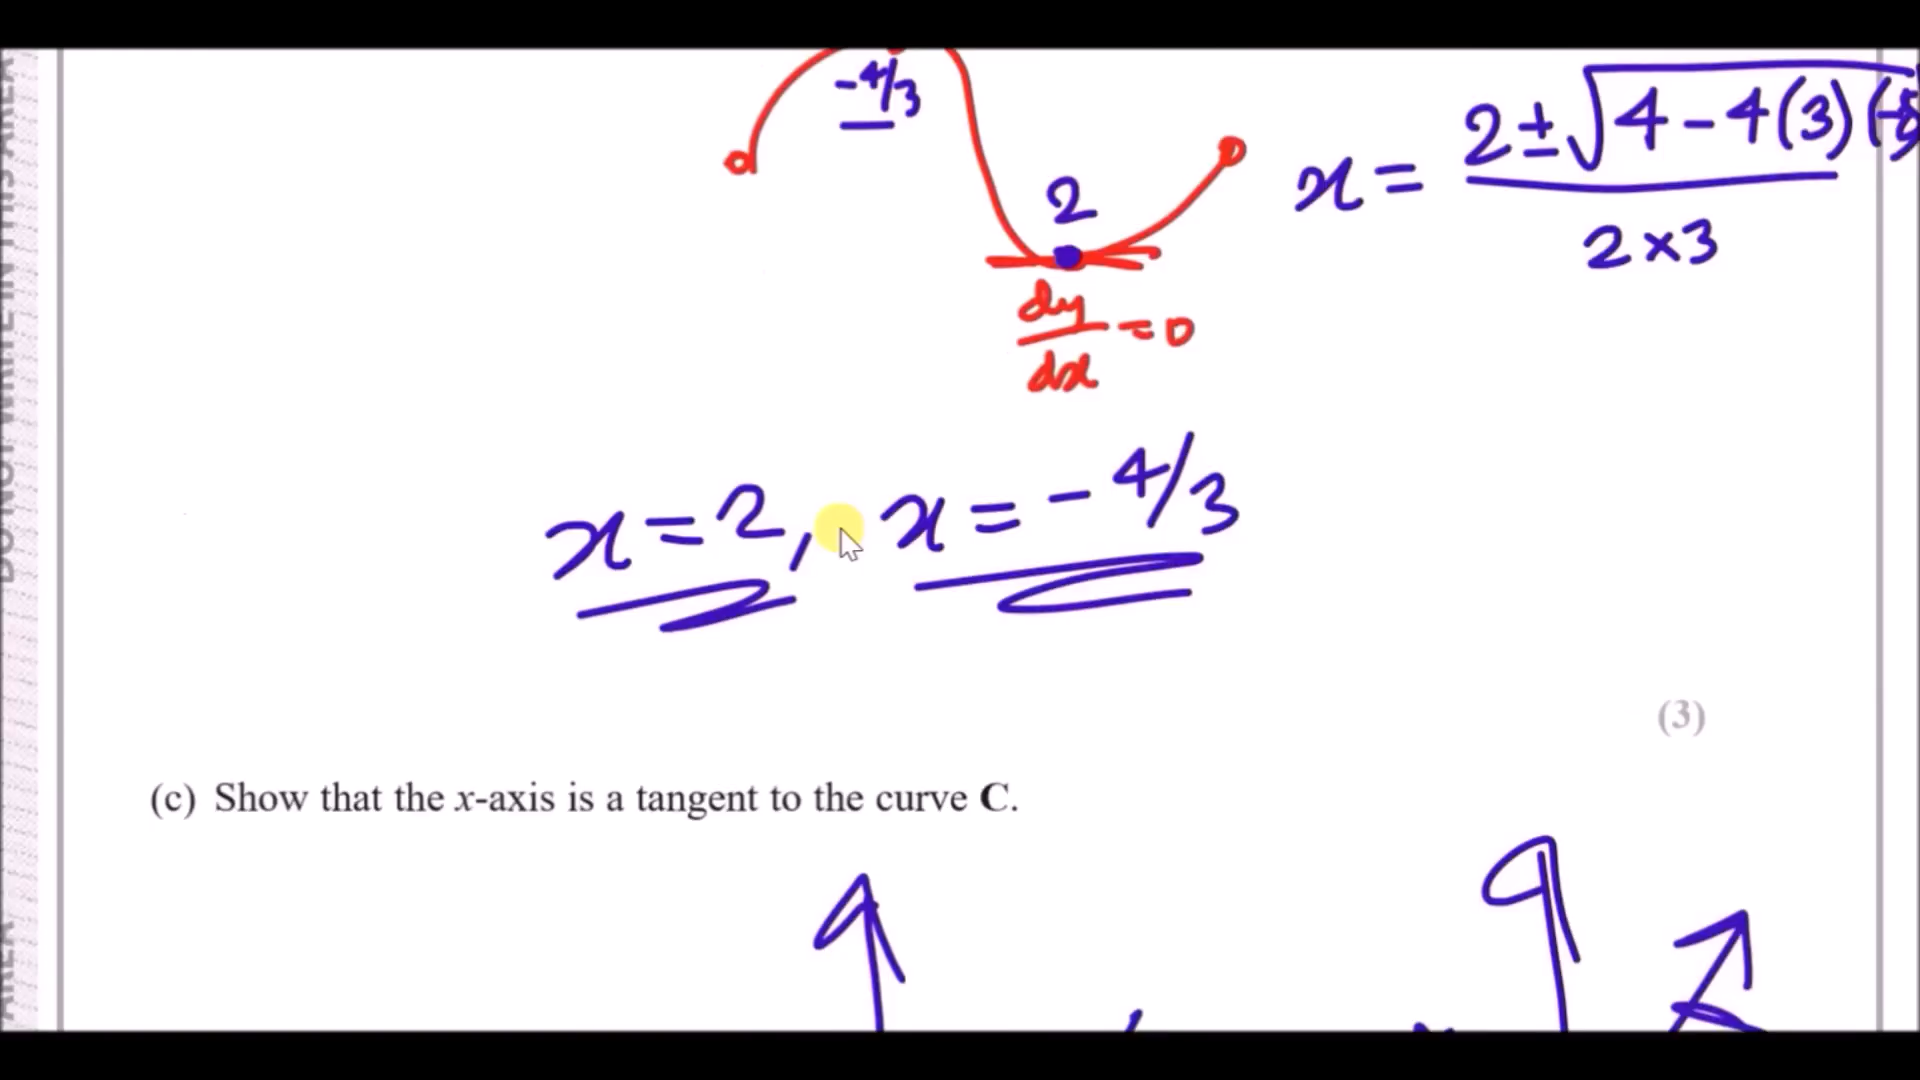 -4/3
x = 2±√4-4(3)(-8
2×3
2
dy/dx = 0
x=2, x=-4/3
(3)
(c) Show that the x-axis is a tangent to the curve C.